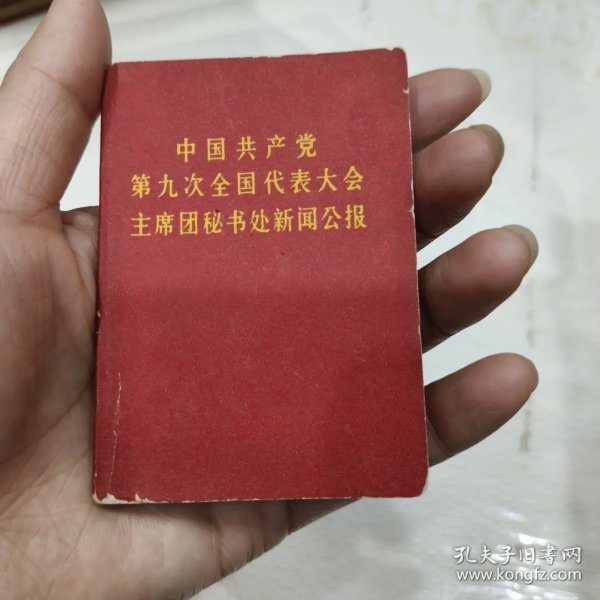 中国共产党
第九次全国代表大会
主席团秘书处新闻公报
孔夫子旧书网
www.kongfz.com